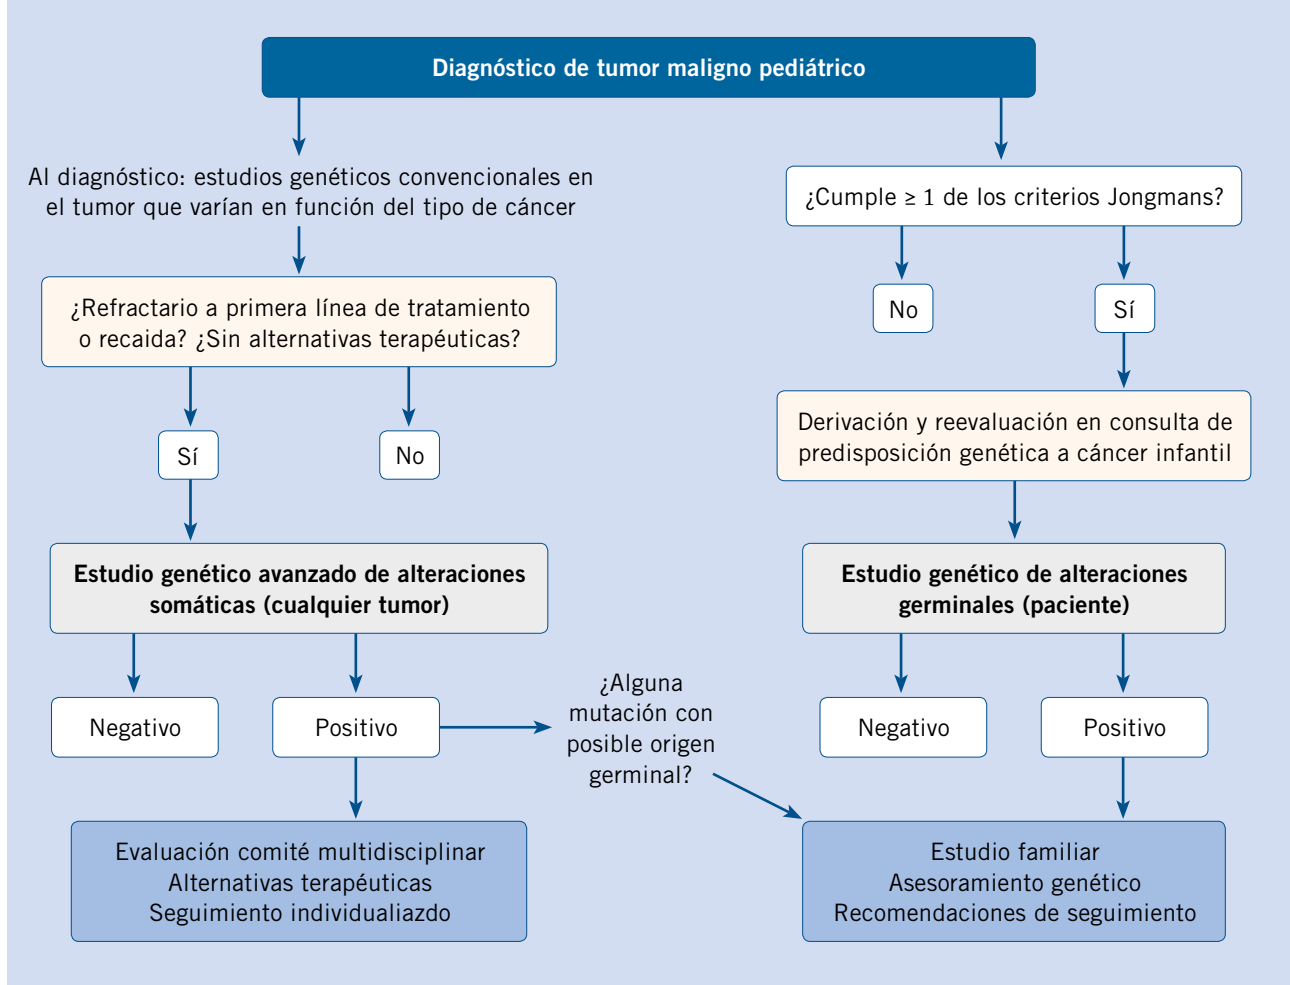 Diagnóstico de tumor maligno pediátrico
Al diagnóstico: estudios genéticos convencionales en
el tumor que varían en función del tipo de cáncer
¿Refractario a primera línea de tratamiento
o recaida? ¿Sin alternativas terapéuticas?
Sí
No
Estudio genético avanzado de alteraciones
somáticas (cualquier tumor)
Negativo
Positivo
¿Alguna
mutación con
posible origen
germinal?
Evaluación comité multidisciplinar
Alternativas terapéuticas
Seguimiento individualiazdo
¿Cumple ≥ 1 de los criterios Jongmans?
No
Sí
Derivación y reevaluación en consulta de
predisposición genética a cáncer infantil
Estudio genético de alteraciones
germinales (paciente)
Negativo
Positivo
Estudio familiar
Asesoramiento genético
Recomendaciones de seguimiento